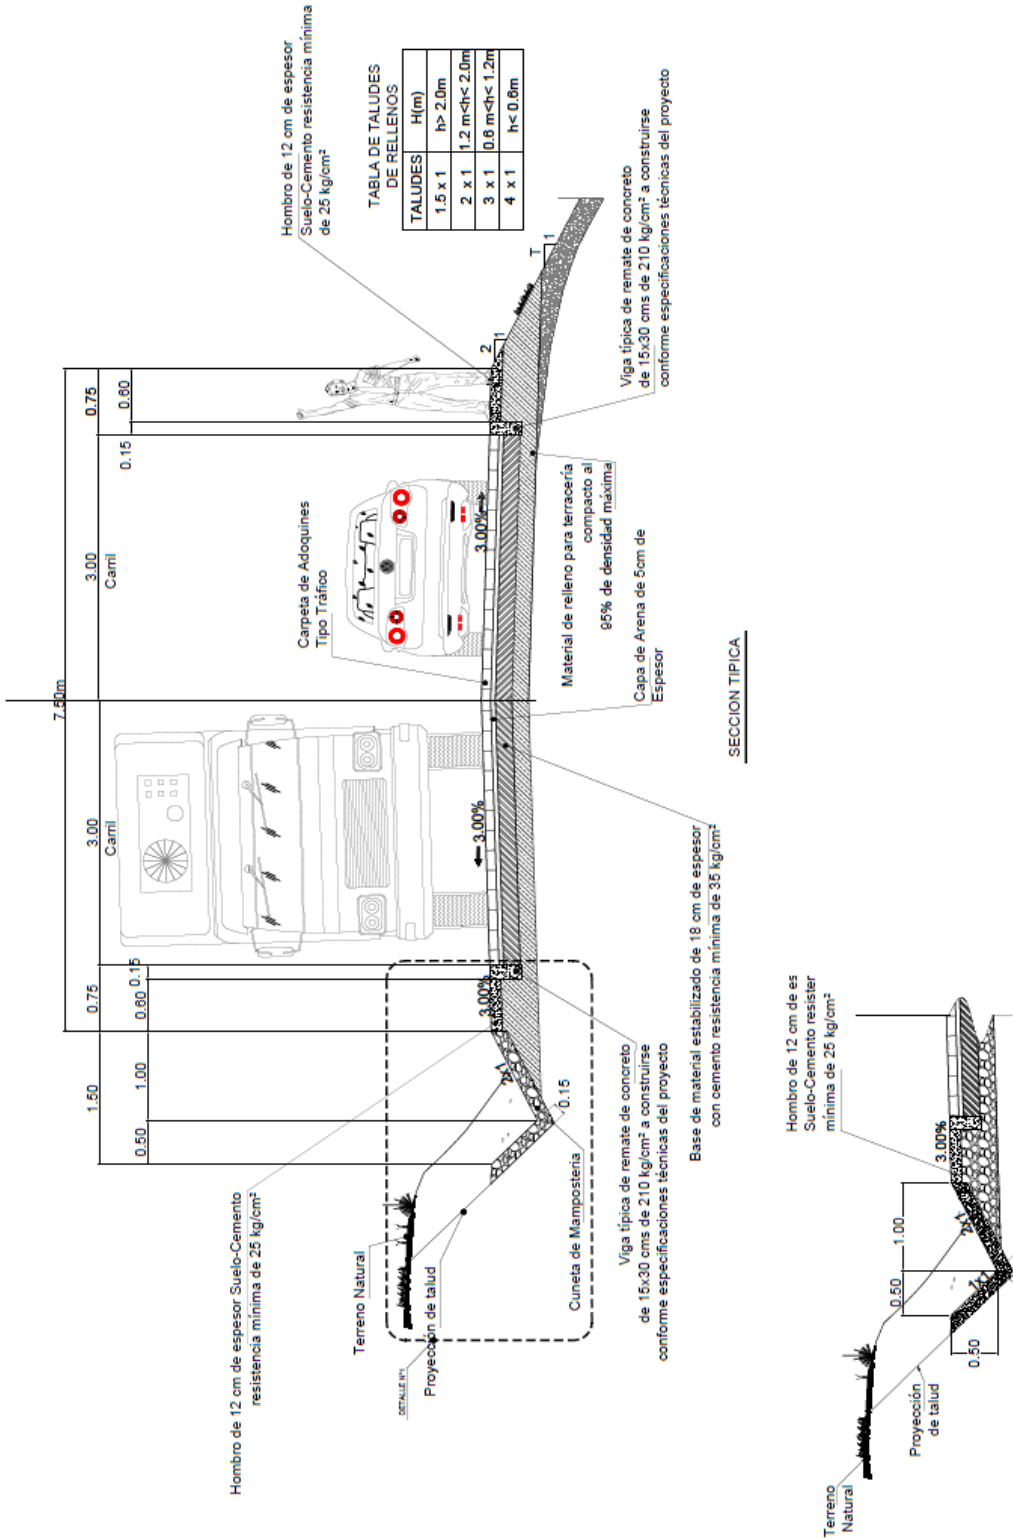 7.50m
1.50
0.75
3.00
Carril
3.00
Carril
0.75
0.50
1.00
0.60
0.15
0.15
0.60
Hombro de 12 cm de espesor Suelo-Cemento
resistencia mínima de 25 kg/cm²
Hombro de 12 cm de espesor
Suelo-Cemento resistencia mínima
de 25 kg/cm²
TABLA DE TALUDES
DE RELLENOS
TALUDES H(m)
1.5 x 1 h> 2.0m
2 x 1 1.2 m<h< 2.0m
3 x 1 0.6 m<h< 1.2m
4 x 1 h< 0.6m
Carpeta de Adoquines
Tipo Tráfico
Terreno Natural
DETALLE N°1
Proyección de talud
2x1
3.00%
3.00%
3.00%
2
1
T
1
0.15
Cuneta de Mampostería
Viga típica de remate de concreto
de 15x30 cms de 210 kg/cm² a construirse
conforme especificaciones técnicas del proyecto
Base de material estabilizado de 18 cm de espesor
con cemento resistencia mínima de 35 kg/cm²
Material de relleno para terracería
compacto al
95% de densidad máxima
Capa de Arena de 5cm de
Espesor
Viga típica de remate de concreto
de 15x30 cms de 210 kg/cm² a construirse
conforme especificaciones técnicas del proyecto
SECCION TIPICA
Hombro de 12 cm de es
Suelo-Cemento resister
mínima de 25 kg/cm²
3.00%
0.50
1.00
2x1
0.50
Terreno
Natural
Proyección
de talud